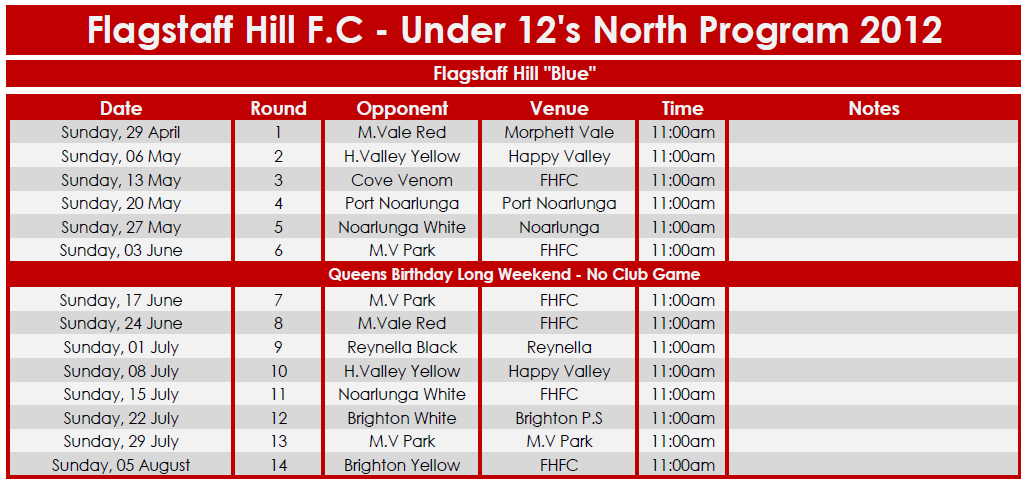 Flagstaff Hill F.C - Under 12's North Program 2012
Flagstaff Hill "Blue"
Date Round Opponent Venue Time Notes
Sunday, 29 April 1 M.Vale Red Morphett Vale 11:00am
Sunday, 06 May 2 H.Valley Yellow Happy Valley 11:00am
Sunday, 13 May 3 Cove Venom FHFC 11:00am
Sunday, 20 May 4 Port Noarlunga Port Noarlunga 11:00am
Sunday, 27 May 5 Noarlunga White Noarlunga 11:00am
Sunday, 03 June 6 M.V Park FHFC 11:00am
Queens Birthday Long Weekend - No Club Game
Sunday, 17 June 7 M.V Park FHFC 11:00am
Sunday, 24 June 8 M.Vale Red FHFC 11:00am
Sunday, 01 July 9 Reynella Black Reynella 11:00am
Sunday, 08 July 10 H.Valley Yellow Happy Valley 11:00am
Sunday, 15 July 11 Noarlunga White FHFC 11:00am
Sunday, 22 July 12 Brighton White Brighton P.S 11:00am
Sunday, 29 July 13 M.V Park M.V Park 11:00am
Sunday, 05 August 14 Brighton Yellow FHFC 11:00am